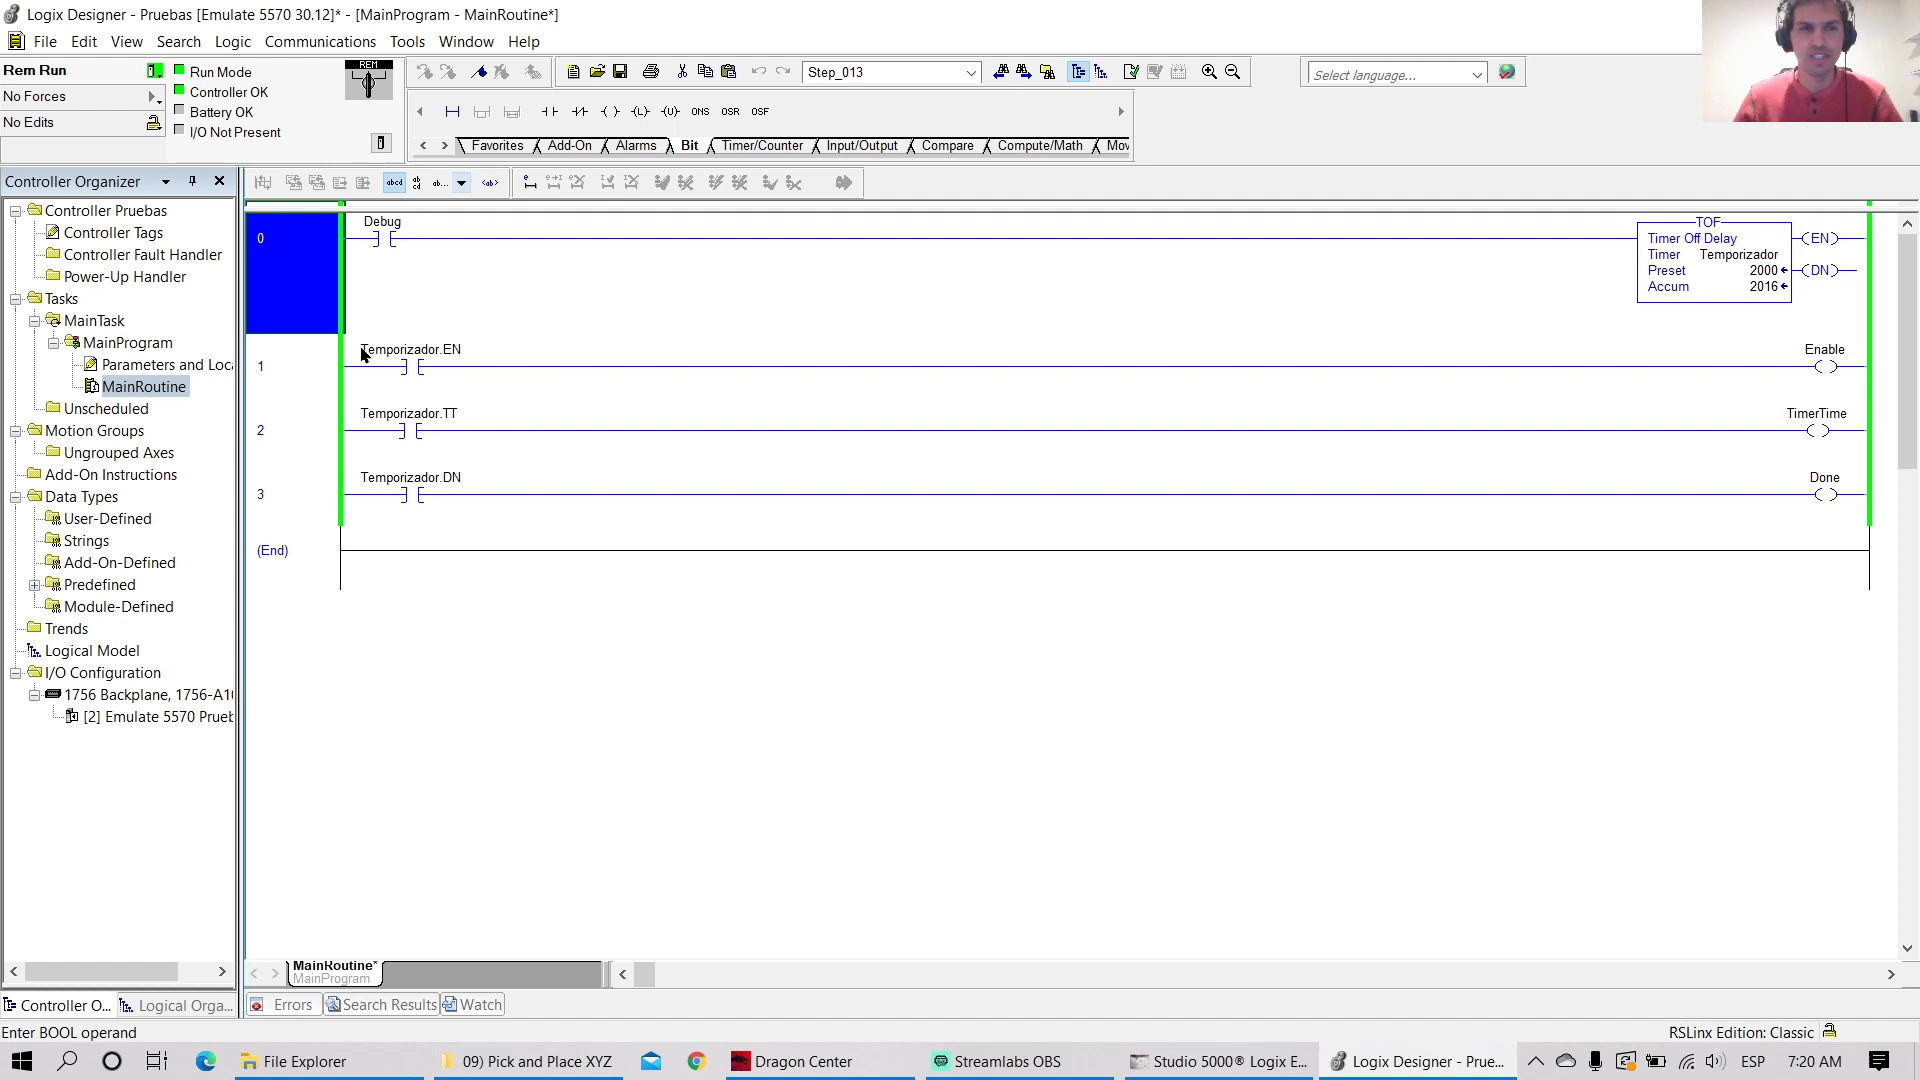 Logix Designer - Pruebas [Emulate 5570 30.12]* - [MainProgram - MainRoutine*]
File Edit View Search Logic Communications Tools Window Help
Rem Run
No Forces
No Edits
Run Mode
Controller OK
Battery OK
I/O Not Present
REM
Step_013
Select language...
ONS OSR OSF
Favorites Add-On Alarms Bit Timer/Counter Input/Output Compare Compute/Math Mov
Controller Organizer
Controller Pruebas
Controller Tags
Controller Fault Handler
Power-Up Handler
Tasks
MainTask
MainProgram
Parameters and Loca
MainRoutine
Unscheduled
Motion Groups
Ungrouped Axes
Add-On Instructions
Data Types
User-Defined
Strings
Add-On-Defined
Predefined
Module-Defined
Trends
Logical Model
I/O Configuration
1756 Backplane, 1756-A1
[2] Emulate 5570 Prueb
Controller O... Logical Orga...
0
Debug
TOF
Timer Off Delay
Timer Temporizador
Preset 2000
Accum 2016
EN
DN
1
Temporizador.EN
Enable
2
Temporizador.TT
TimerTime
3
Temporizador.DN
Done
(End)
MainRoutine*
MainProgram
Errors Search Results Watch
Enter BOOL operand
RSLinx Edition: Classic
File Explorer
09) Pick and Place XYZ
Dragon Center
Streamlabs OBS
Studio 5000® Logix E...
Logix Designer - Prue...
ESP
7:20 AM